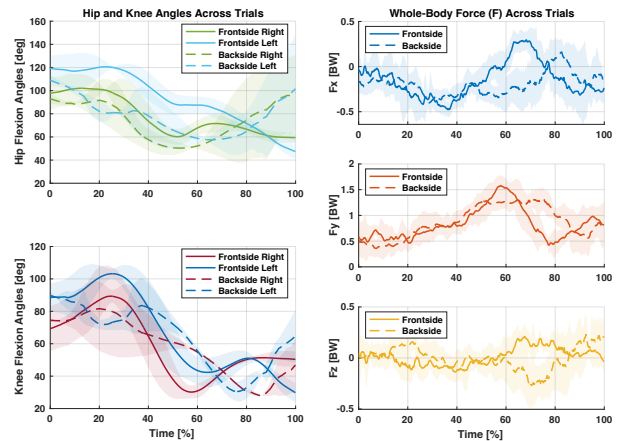 Hip and Knee Angles Across Trials
Hip Flexion Angles [deg]
160
140
120
100
80
60
40
20
0
20
40
60
80
100
Frontside Right
Frontside Left
Backside Right
Backside Left
Knee Flexion Angles [deg]
120
100
80
60
40
20
0
20
40
60
80
100
Time [%]
Frontside Right
Frontside Left
Backside Right
Backside Left
Whole-Body Force (F) Across Trials
Fx [BW]
0.5
0
-0.5
0
20
40
60
80
100
Frontside
Backside
Fy [BW]
2
1.5
1
0.5
0
0
20
40
60
80
100
Frontside
Backside
Fz [BW]
0.5
0
-0.5
0
20
40
60
80
100
Time [%]
Frontside
Backside